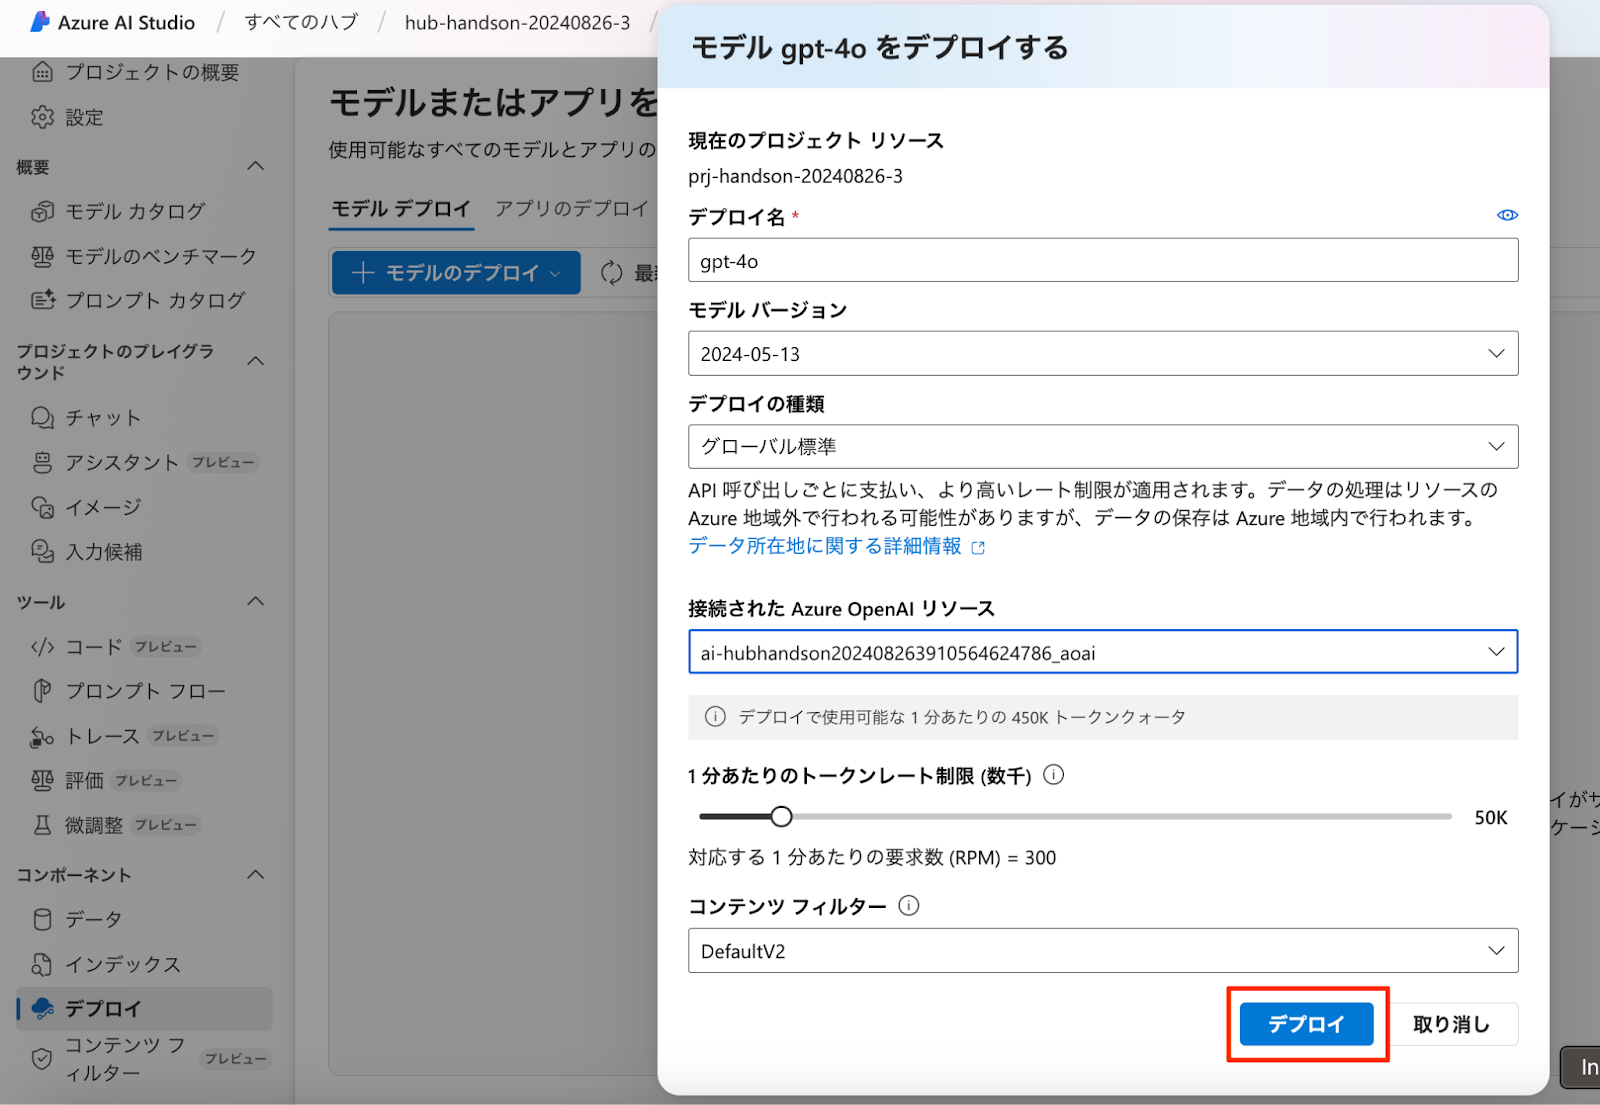 Azure AI Studio / すべてのハブ / hub-handson-20240826-3 /
プロジェクトの概要
設定
概要
モデル カタログ
モデルのベンチマーク
プロンプト カタログ
プロジェクトのプレイグラ
ウンド
チャット
アシスタント プレビュー
イメージ
入力候補
ツール
コード プレビュー
プロンプト フロー
トレース プレビュー
評価 プレビュー
微調整 プレビュー
コンポーネント
データ
インデックス
デプロイ
コンテンツ フ
ィルター プレビュー
モデルまたはアプリを
使用可能なすべてのモデルとアプリの
モデル デプロイ アプリのデプロイ
モデルのデプロイ 最
モデル gpt-4o をデプロイする
現在のプロジェクト リソース
prj-handson-20240826-3
デプロイ名 *
gpt-4o
モデル バージョン
2024-05-13
デプロイの種類
グローバル標準
API 呼び出しごとに支払い、より高いレート制限が適用されます。データの処理はリソースの
Azure 地域外で行われる可能性がありますが、データの保存は Azure 地域内で行われます。
データ所在地に関する詳細情報
接続された Azure OpenAI リソース
ai-hubhandson202408263910564624786_aoai
デプロイで使用可能な 1 分あたりの 450K トークンクォータ
1 分あたりのトークンレート制限 (数千)
50K
対応する 1 分あたりの要求数 (RPM) = 300
コンテンツ フィルター
DefaultV2
デプロイ 取り消し
イがサ
ケーシ
In